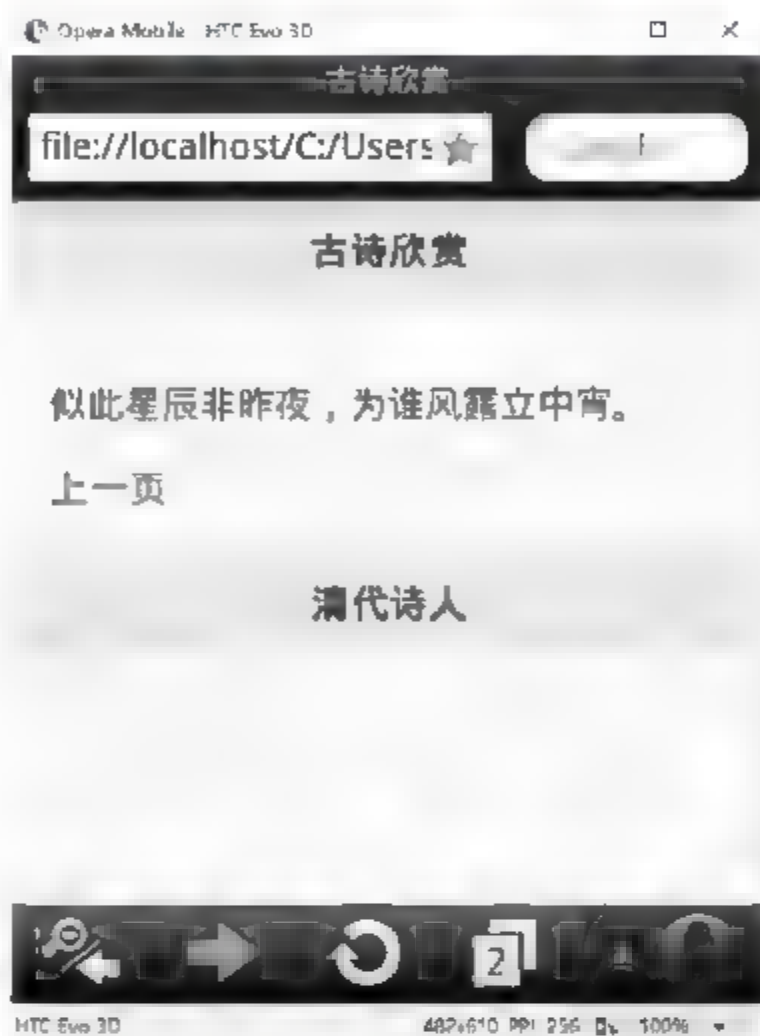 Opera Mobile HTC Evo 3D
古诗欣赏
file://localhost/C:/Users
古诗欣赏
似此星辰非昨夜，为谁风露立中宵。
上一页
清代诗人
2
HTC Evo 3D
482x610 PPI 256 100%